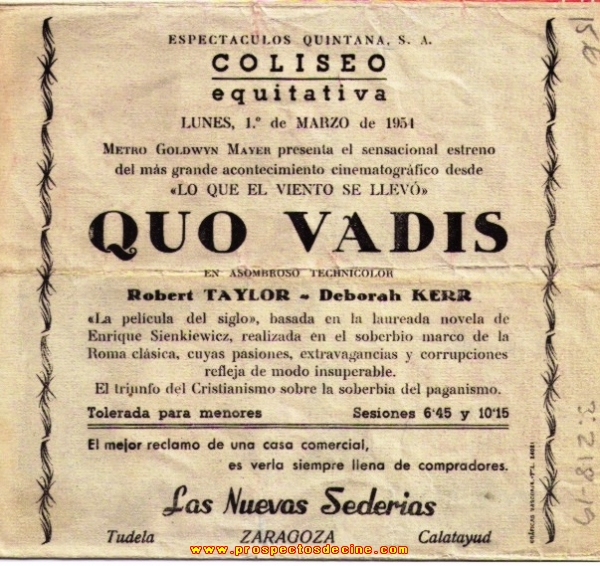 ESPECTACULOS QUINTANA, S. A.
COLISEO
equitativa
LUNES, 1.º de MARZO de 1954
METRO GOLDWYN MAYER presenta el sensacional estreno
del más grande acontecimiento cinematográfico desde
«LO QUE EL VIENTO SE LLEVÓ»
QUO VADIS
EN ASOMBROSO TECHNICOLOR
Robert TAYLOR - Deborah KERR
«La película del siglo», basada en la laureada novela de
Enrique Sienkiewicz, realizada en el soberbio marco de la
Roma clásica, cuyas pasiones, extravagancias y corrupciones
refleja de modo insuperable.
El triunfo del Cristianismo sobre la soberbia del paganismo.
Tolerada para menores Sesiones 6'45 y 10'15
El mejor reclamo de una casa comercial,
es verla siempre llena de compradores.
Las Nuevas Sederias
Tudela ZARAGOZA Calatayud
www.prospectosdecine.com
3.218-19